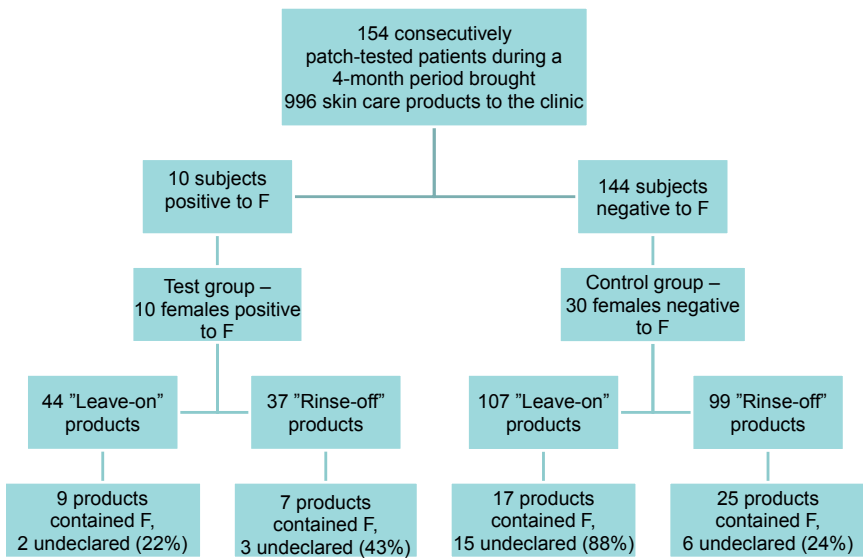 154 consecutively
patch-tested patients during a
4-month period brought
996 skin care products to the clinic
10 subjects
positive to F
144 subjects
negative to F
Test group –
10 females positive
to F
Control group –
30 females negative
to F
44 ”Leave-on”
products
37 ”Rinse-off”
products
107 ”Leave-on”
products
99 ”Rinse-off”
products
9 products
contained F,
2 undeclared (22%)
7 products
contained F,
3 undeclared (43%)
17 products
contained F,
15 undeclared (88%)
25 products
contained F,
6 undeclared (24%)